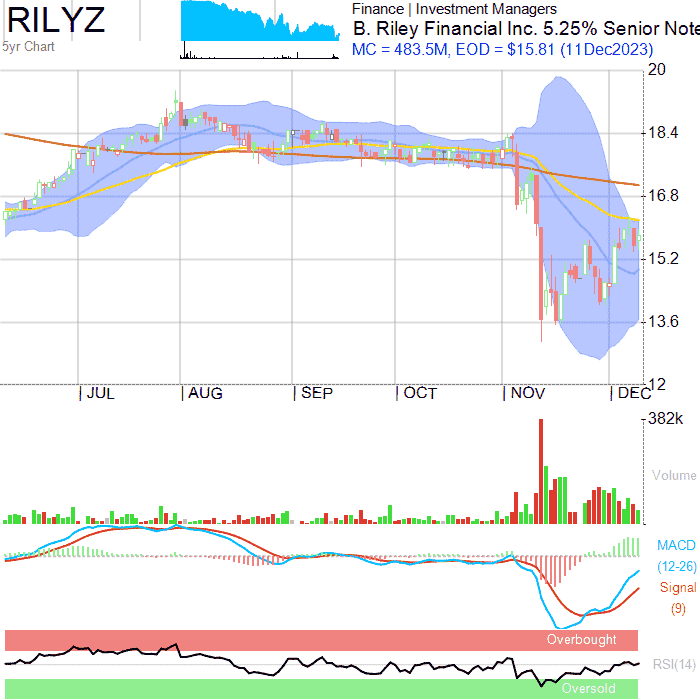 RILYZ
5yr Chart
Finance | Investment Managers
B. Riley Financial Inc. 5.25% Senior Note
MC = 483.5M, EOD = $15.81 (11Dec2023)
20
18.4
16.8
15.2
13.6
12
JUL AUG SEP OCT NOV DEC
382k
Volume
MACD
(12-26)
Signal
(9)
Overbought
RSI(14)
Oversold